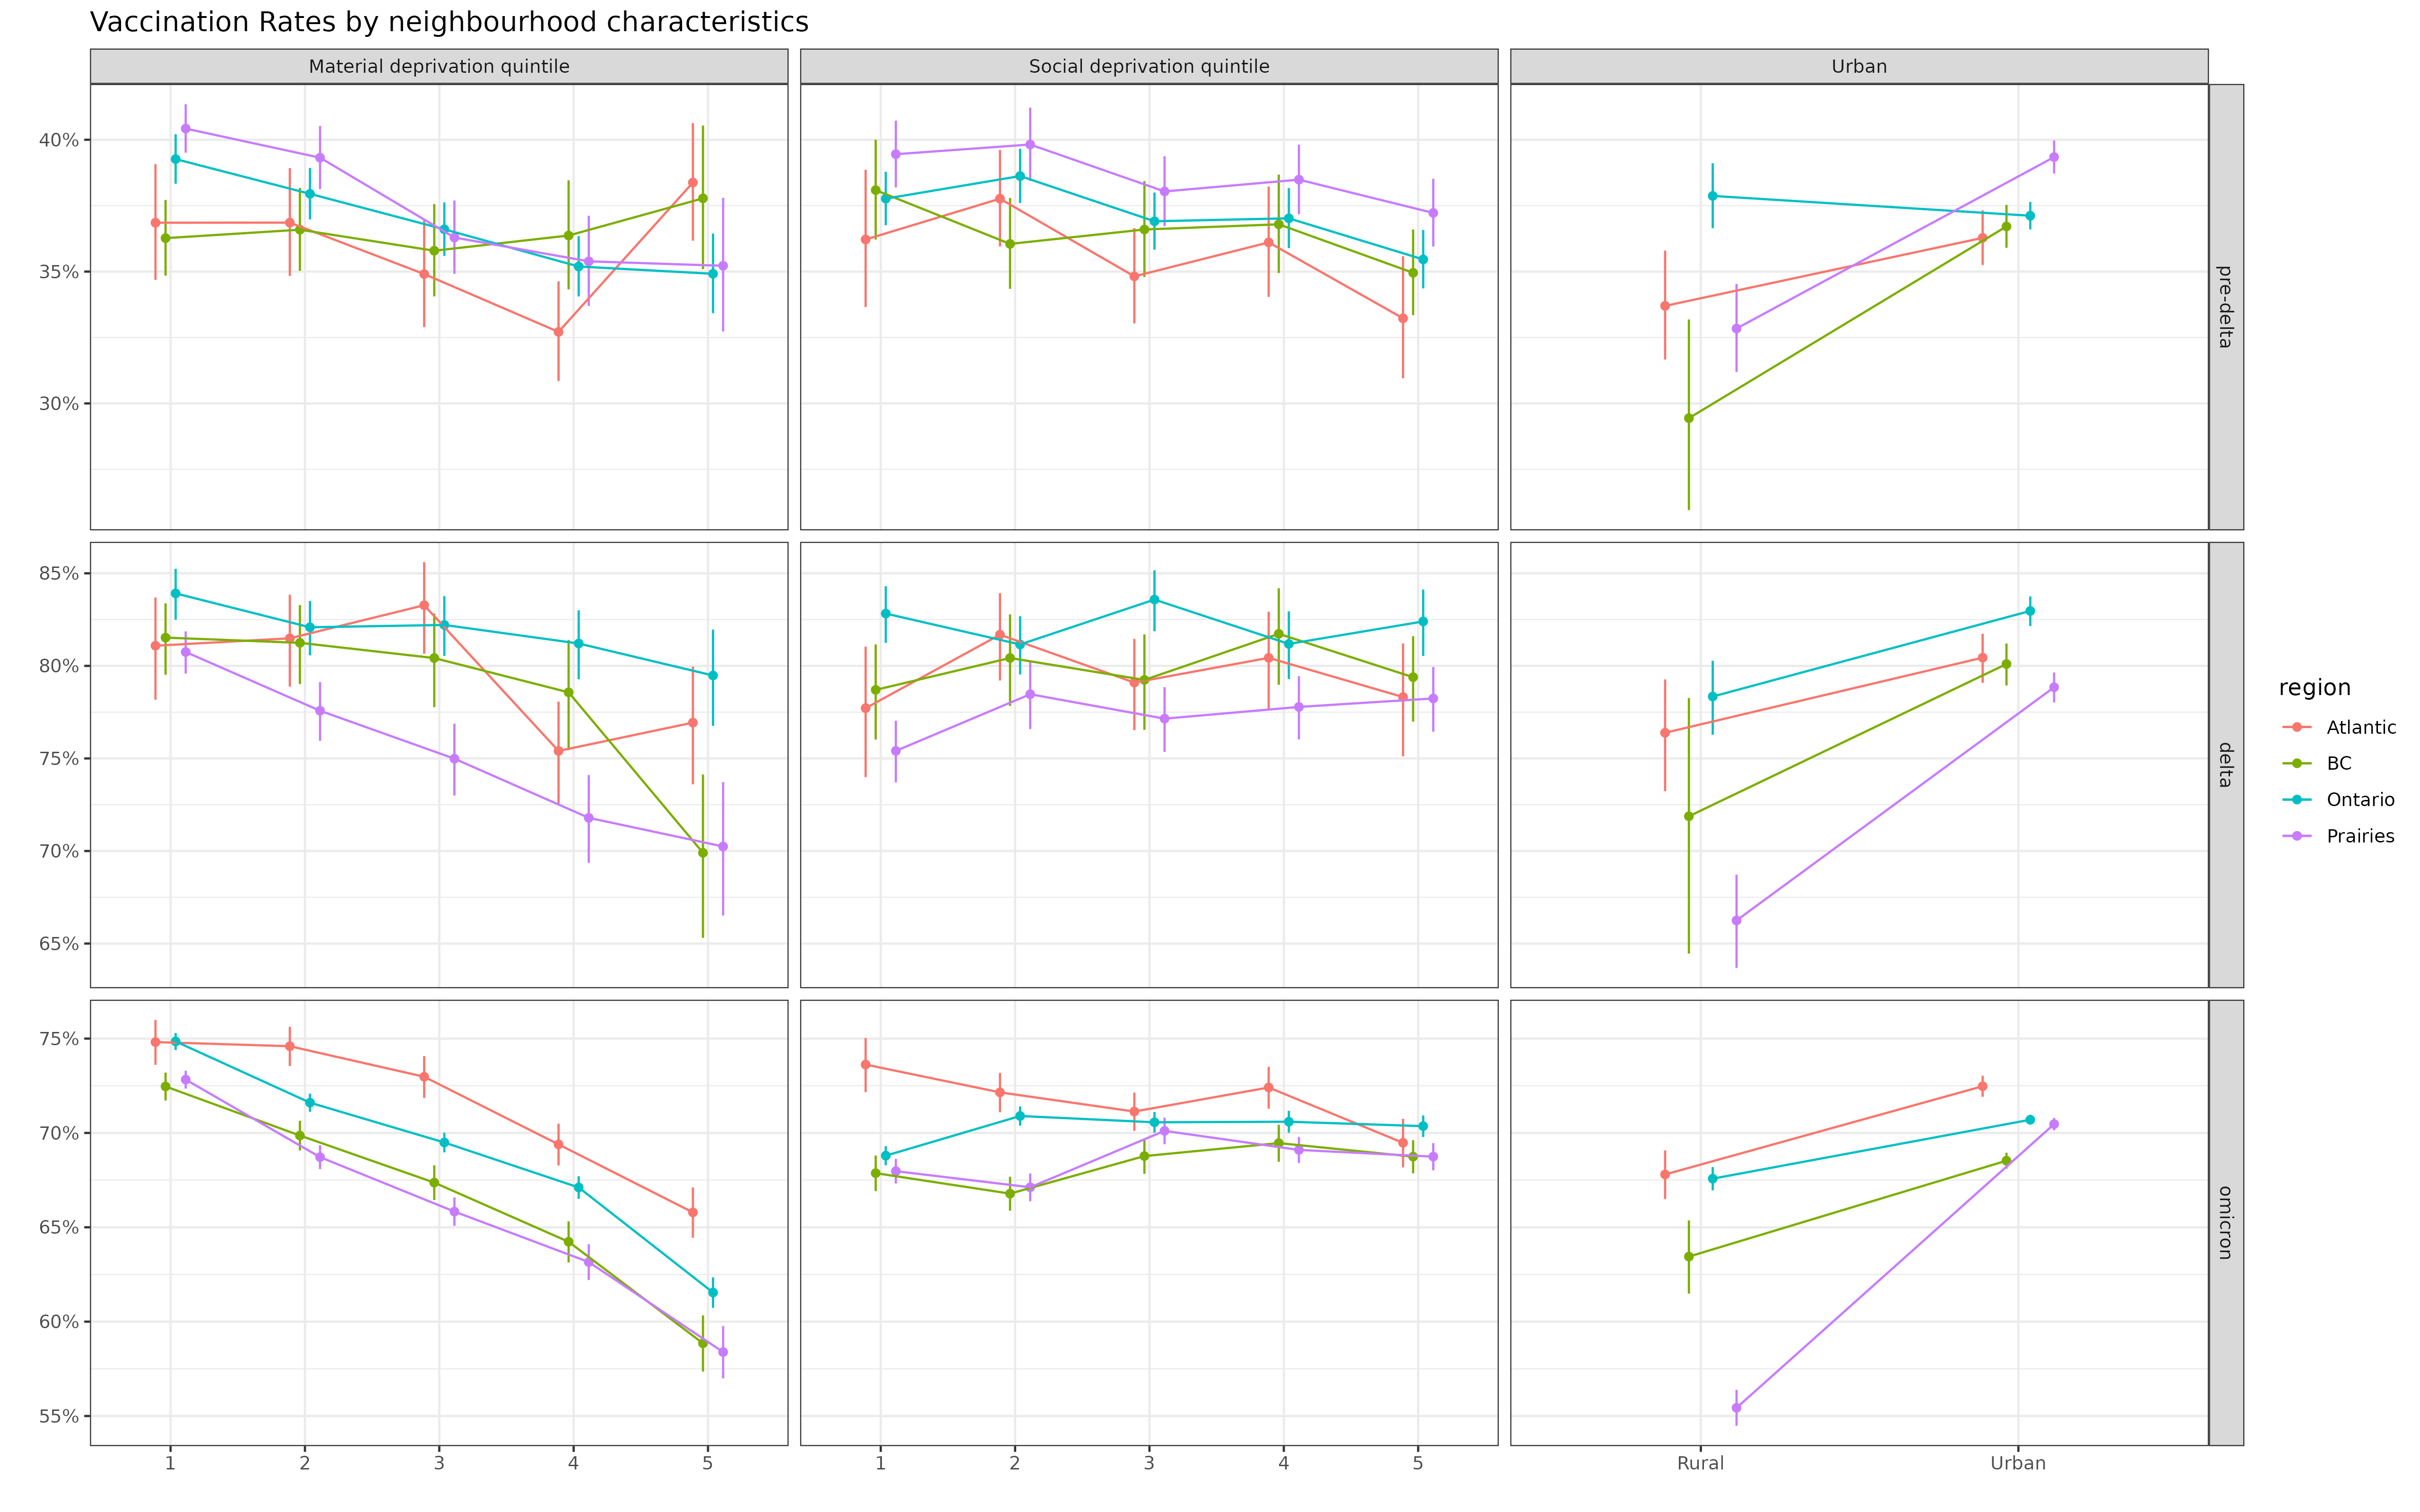 Vaccination Rates by neighbourhood characteristics
Material deprivation quintile
Social deprivation quintile
Urban
40%
35%
30%
pre-delta
85%
80%
75%
70%
65%
delta
75%
70%
65%
60%
55%
omicron
1 2 3 4 5
1 2 3 4 5
Rural Urban
region
Atlantic
BC
Ontario
Prairies